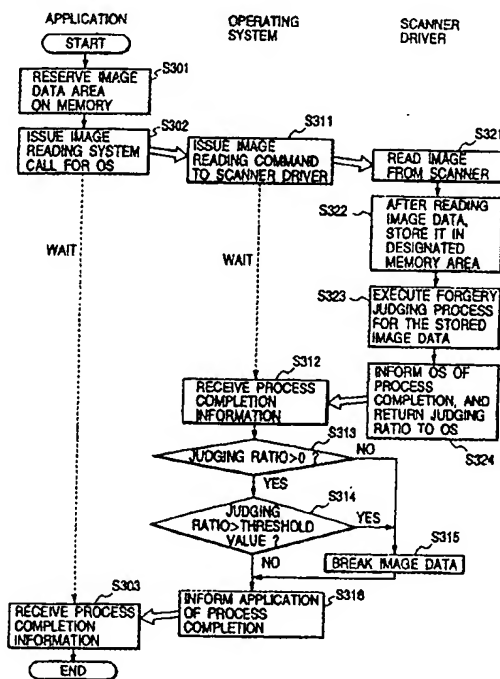 APPLICATION
OPERATING
SYSTEM
SCANNER
DRIVER
START
S301
RESERVE IMAGE
DATA AREA
ON MEMORY
S302
ISSUE IMAGE
READING SYSTEM
CALL FOR OS
S311
ISSUE IMAGE
READING COMMAND
TO SCANNER DRIVER
S321
READ IMAGE
FROM SCANNER
S322
AFTER READING
IMAGE DATA,
STORE IT IN
DESIGNATED
MEMORY AREA
WAIT
WAIT
S323
EXECUTE FORGERY
JUDGING PROCESS
FOR THE STORED
IMAGE DATA
S312
RECEIVE PROCESS
COMPLETION
INFORMATION
INFORM OS OF
PROCESS
COMPLETION, AND
RETURN JUDGING
RATIO TO OS
S324
S313
JUDGING RATIO>0 ?
NO
YES
S314
JUDGING
RATIO>THRESHOLD
VALUE ?
YES
S315
NO
BREAK IMAGE DATA
S303
RECEIVE PROCESS
COMPLETION
INFORMATION
INFORM APPLICATION
OF PROCESS
COMPLETION
S316
END